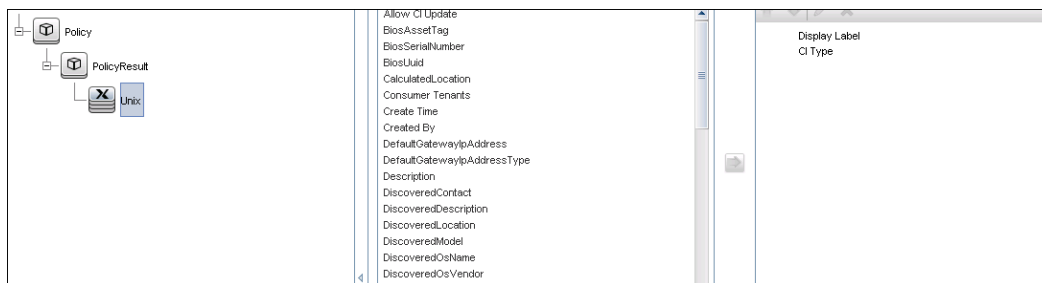 Policy
PolicyResult
Unix
Allow CI Update
BiosAssetTag
BiosSerialNumber
BiosUuid
CalculatedLocation
Consumer Tenants
Create Time
Created By
DefaultGatewayIpAddress
DefaultGatewayIpAddressType
Description
DiscoveredContact
DiscoveredDescription
DiscoveredLocation
DiscoveredModel
DiscoveredOsName
DiscoveredOsVendor
Display Label
CI Type